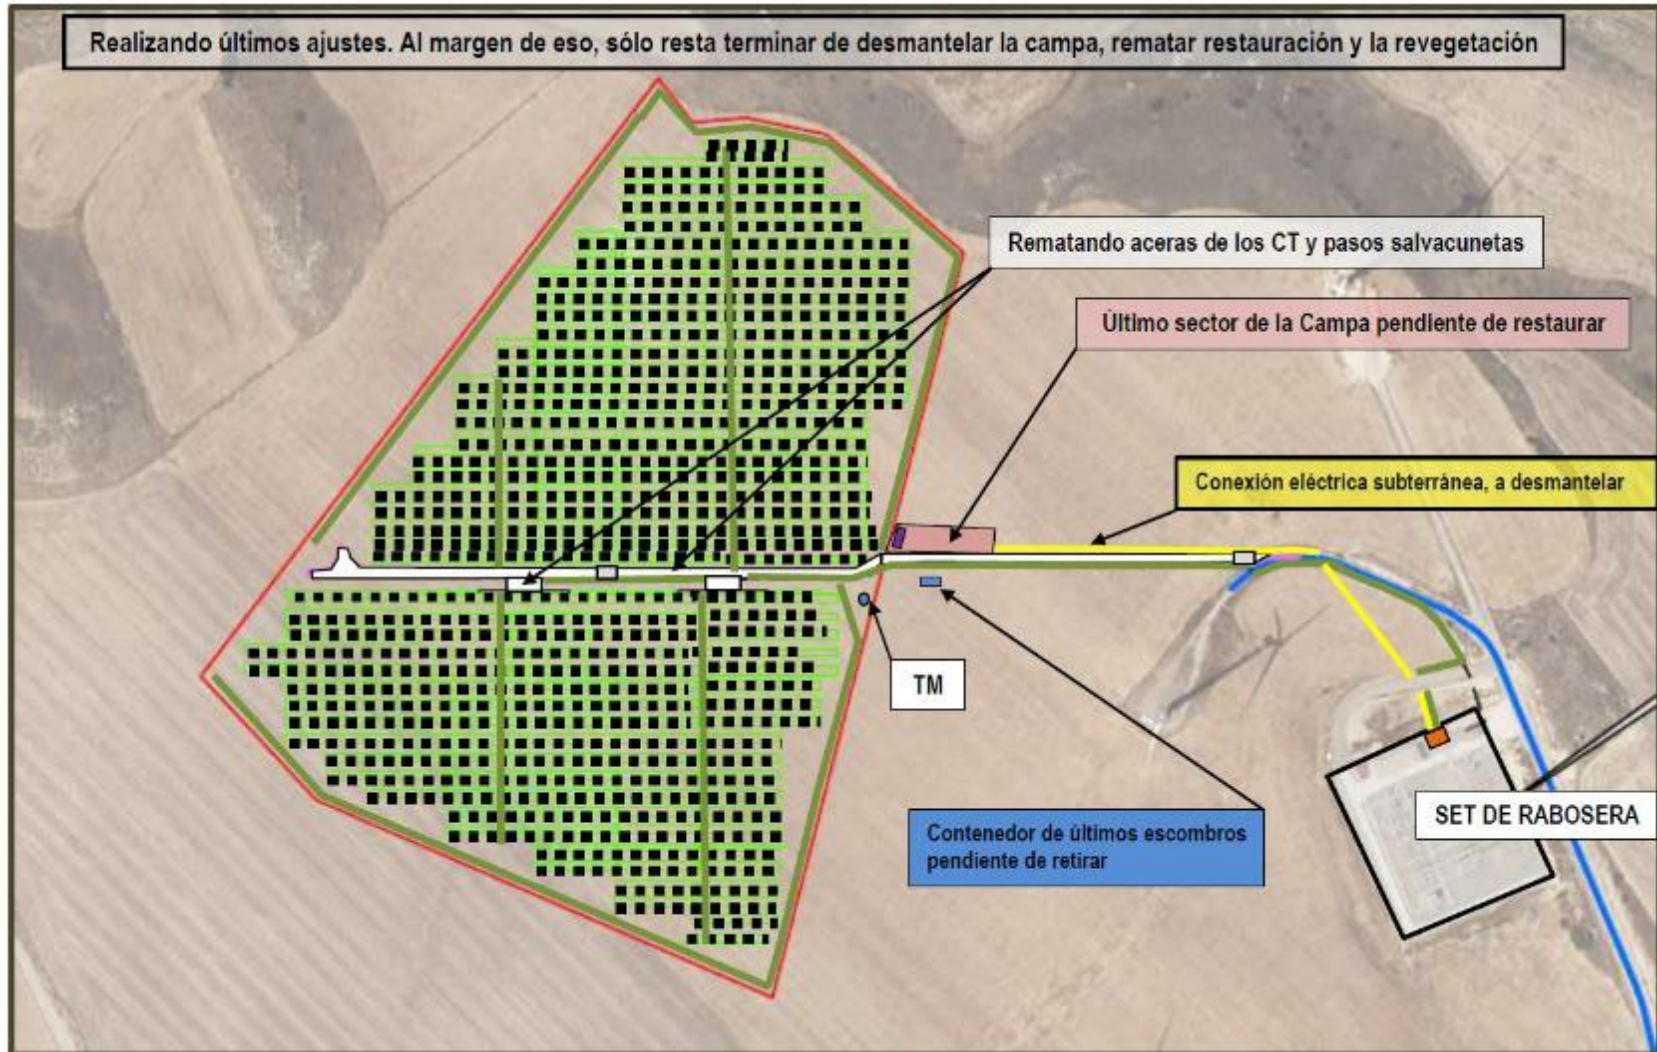 Realizando últimos ajustes. Al margen de eso, sólo resta terminar de desmantelar la campa, rematar restauración y la revegetación
Rematando aceras de los CT y pasos salvacunetas
Último sector de la Campa pendiente de restaurar
Conexión eléctrica subterránea, a desmantelar
TM
SET DE RABOSERA
Contenedor de últimos escombros
pendiente de retirar